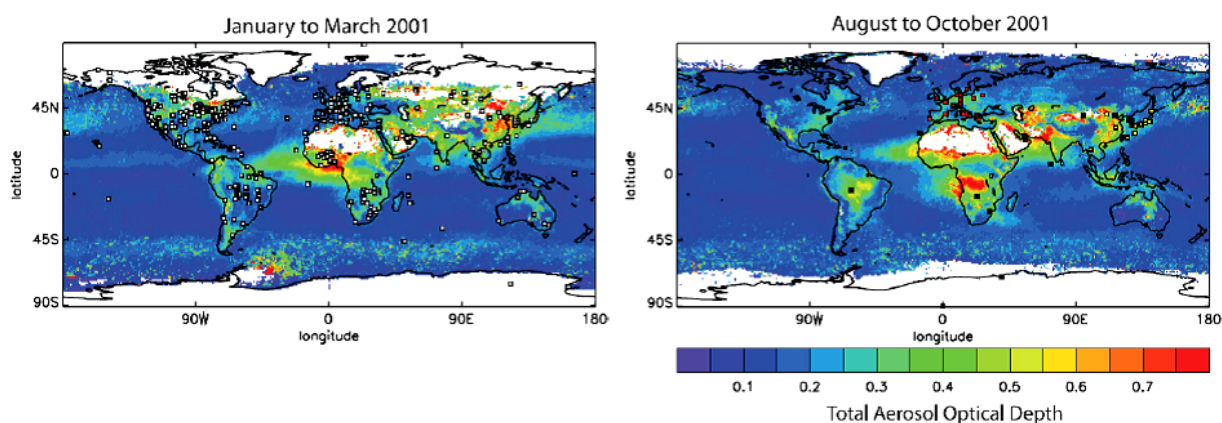 January to March 2001
August to October 2001
latitude
45N
0
45S
90S
90W
0
90E
180
longitude
latitude
45N
0
45S
90S
90W
0
90E
180
longitude
0.1 0.2 0.3 0.4 0.5 0.6 0.7
Total Aerosol Optical Depth